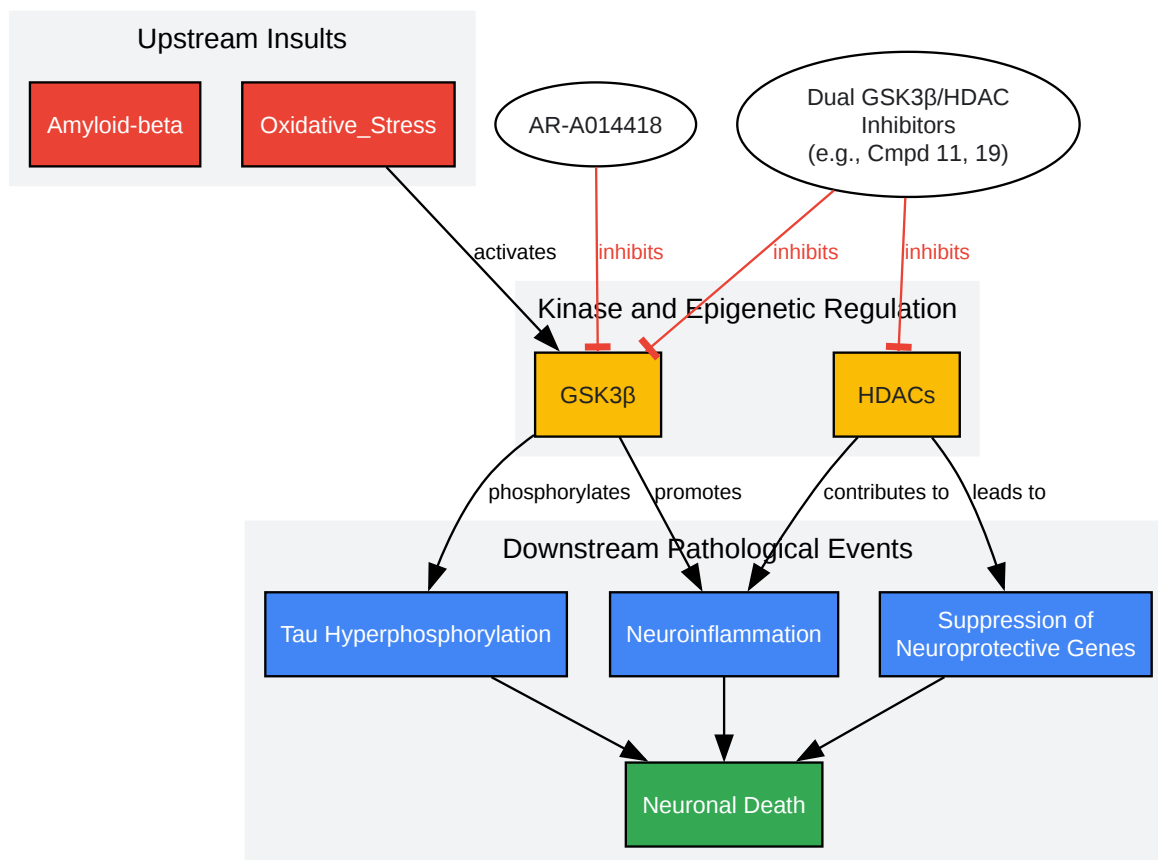 Upstream Insults
Amyloid-beta
Oxidative_Stress
AR-A014418
Dual GSK3β/HDAC
Inhibitors
(e.g., Cmpd 11, 19)
activates
inhibits
inhibits
inhibits
Kinase and Epigenetic Regulation
GSK3β
HDACs
phosphorylates
promotes
contributes to
leads to
Downstream Pathological Events
Tau Hyperphosphorylation
Neuroinflammation
Suppression of
Neuroprotective Genes
Neuronal Death